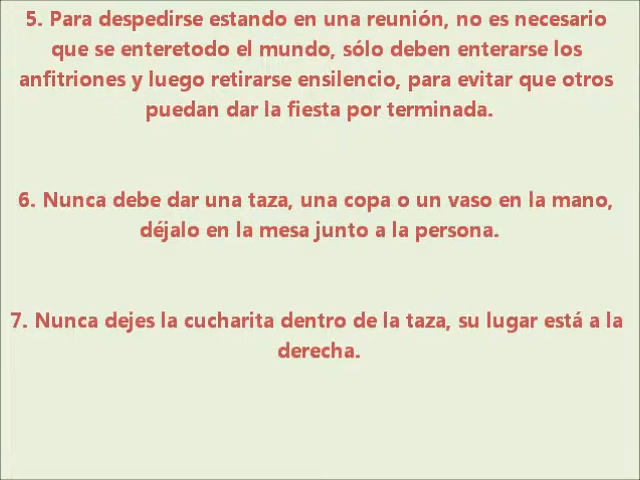 5. Para despedirse estando en una reunión, no es necesario
que se enteretodo el mundo, sólo deben enterarse los
anfitriones y luego retirarse ensilencio, para evitar que otros
puedan dar la fiesta por terminada.
6. Nunca debe dar una taza, una copa o un vaso en la mano,
déjalo en la mesa junto a la persona.
7. Nunca dejes la cucharita dentro de la taza, su lugar está a la
derecha.